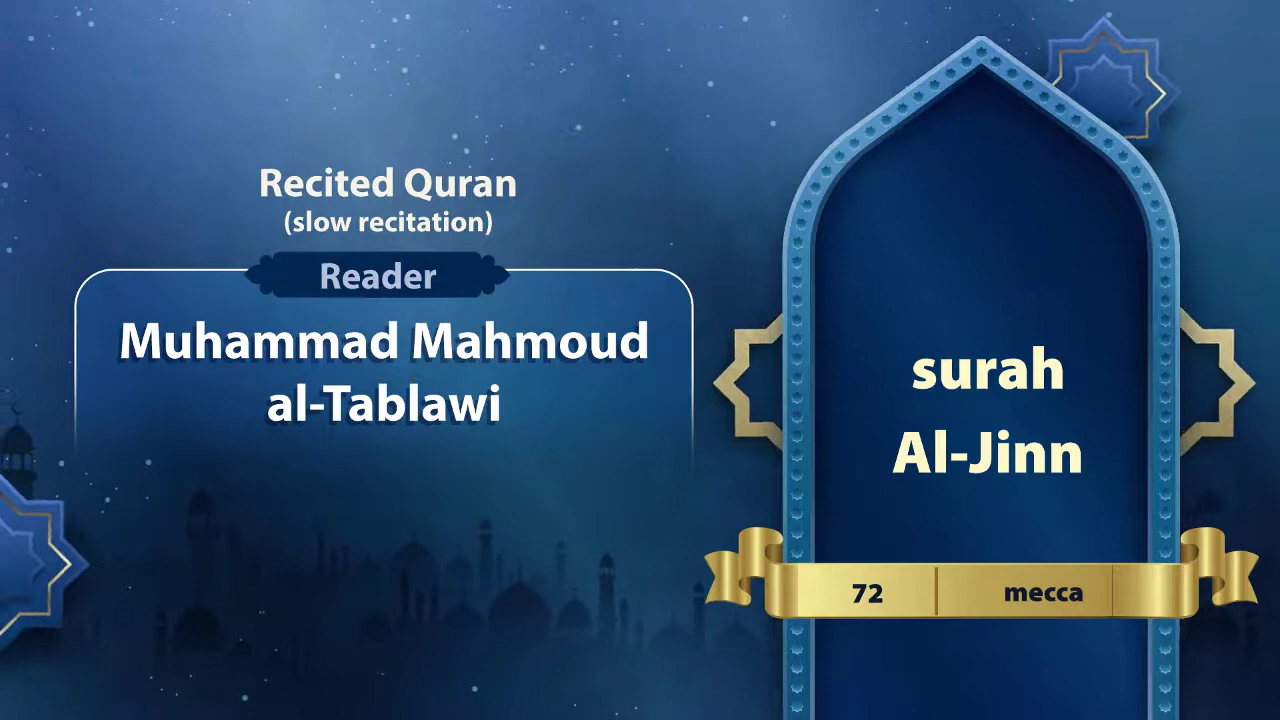 Recited Quran
(slow recitation)
Reader
Muhammad Mahmoud
al-Tablawi
surah
Al-Jinn
72
mecca